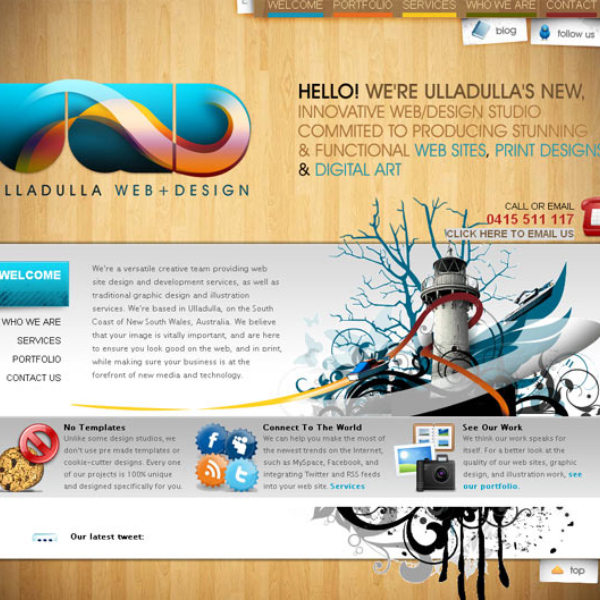 WELCOME PORTFOLIO SERVICES WHO WE ARE CONTACT
blog
follow us
HELLO! WE'RE ULLADULLA'S NEW,
INNOVATIVE WEB/DESIGN STUDIO
COMMITED TO PRODUCING STUNNING
& FUNCTIONAL WEB SITES, PRINT DESIGNS
& DIGITAL ART
LLADULLA WEB+DESIGN
CALL OR EMAIL
0415 511 117
CLICK HERE TO EMAIL US
WELCOME
WHO WE ARE
SERVICES
PORTFOLIO
CONTACT US
We're a versatile creative team providing web
site design and development services, as well as
traditional graphic design and illustration
services. We're based in Ulladulla, on the South
Coast of New South Wales, Australia. We believe
that your image is vitally important, and are here
to ensure you look good on the web, and in print,
while making sure your business is at the
forefront of new media and technology.
No Templates
Unlike some design studios, we
don't use pre made templates or
cookie-cutter designs. Every one
of our projects is 100% unique
and designed specifically for you.
Connect To The World
We can help you make the most of
the newest trends on the Internet,
such as MySpace, Facebook, and
integrating Twitter and RSS feeds
into your web site. Services
See Our Work
We think our work speaks for
itself. For a better look at the
quality of our web sites, graphic
design, and illustration work, see
our portfolio.
Our latest tweet:
top